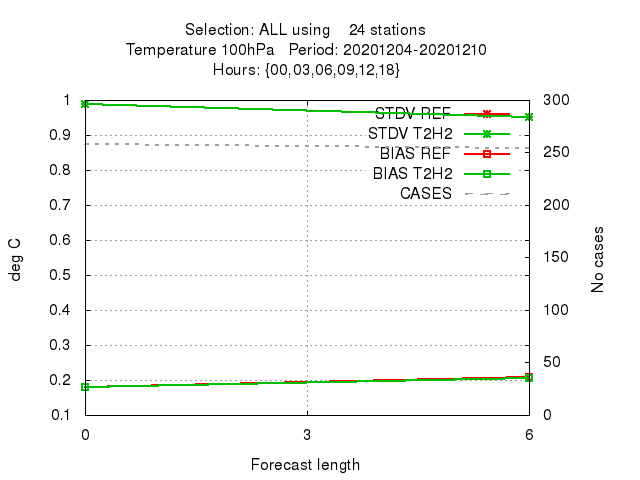 Selection: ALL using 24 stations
Temperature 100hPa Period: 20201204-20201210
Hours: {00,03,06,09,12,18}
1
0.9
0.8
0.7
0.6
0.5
0.4
0.3
0.2
0.1
deg C
STDV REF
STDV T2H2
BIAS REF
BIAS T2H2
CASES
300
250
200
150
100
50
0
No cases
0 3 6
Forecast length